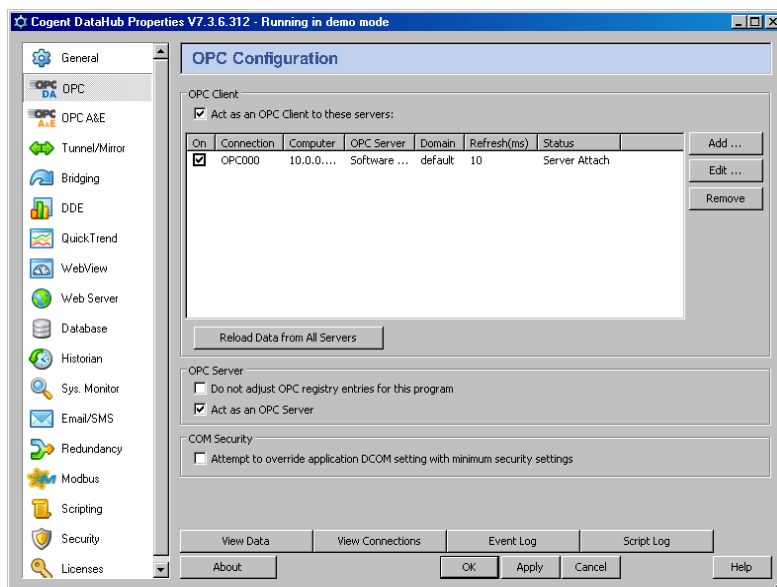 Cogent DataHub Properties V7.3.6.312 - Running in demo mode
General
OPC DA OPC
OPC A&E OPC A&E
Tunnel/Mirror
Bridging
DDE
QuickTrend
WebView
Web Server
Database
Historian
Sys. Monitor
Email/SMS
Redundancy
Modbus
Scripting
Security
Licenses
OPC Configuration
OPC Client
Act as an OPC Client to these servers:
On Connection Computer OPC Server Domain Refresh(ms) Status
OPC000 10.0.0.... Software ... default 10 Server Attach
Add ...
Edit ...
Remove
Reload Data from All Servers
OPC Server
Do not adjust OPC registry entries for this program
Act as an OPC Server
COM Security
Attempt to override application DCOM setting with minimum security settings
View Data View Connections Event Log Script Log
About OK Apply Cancel Help